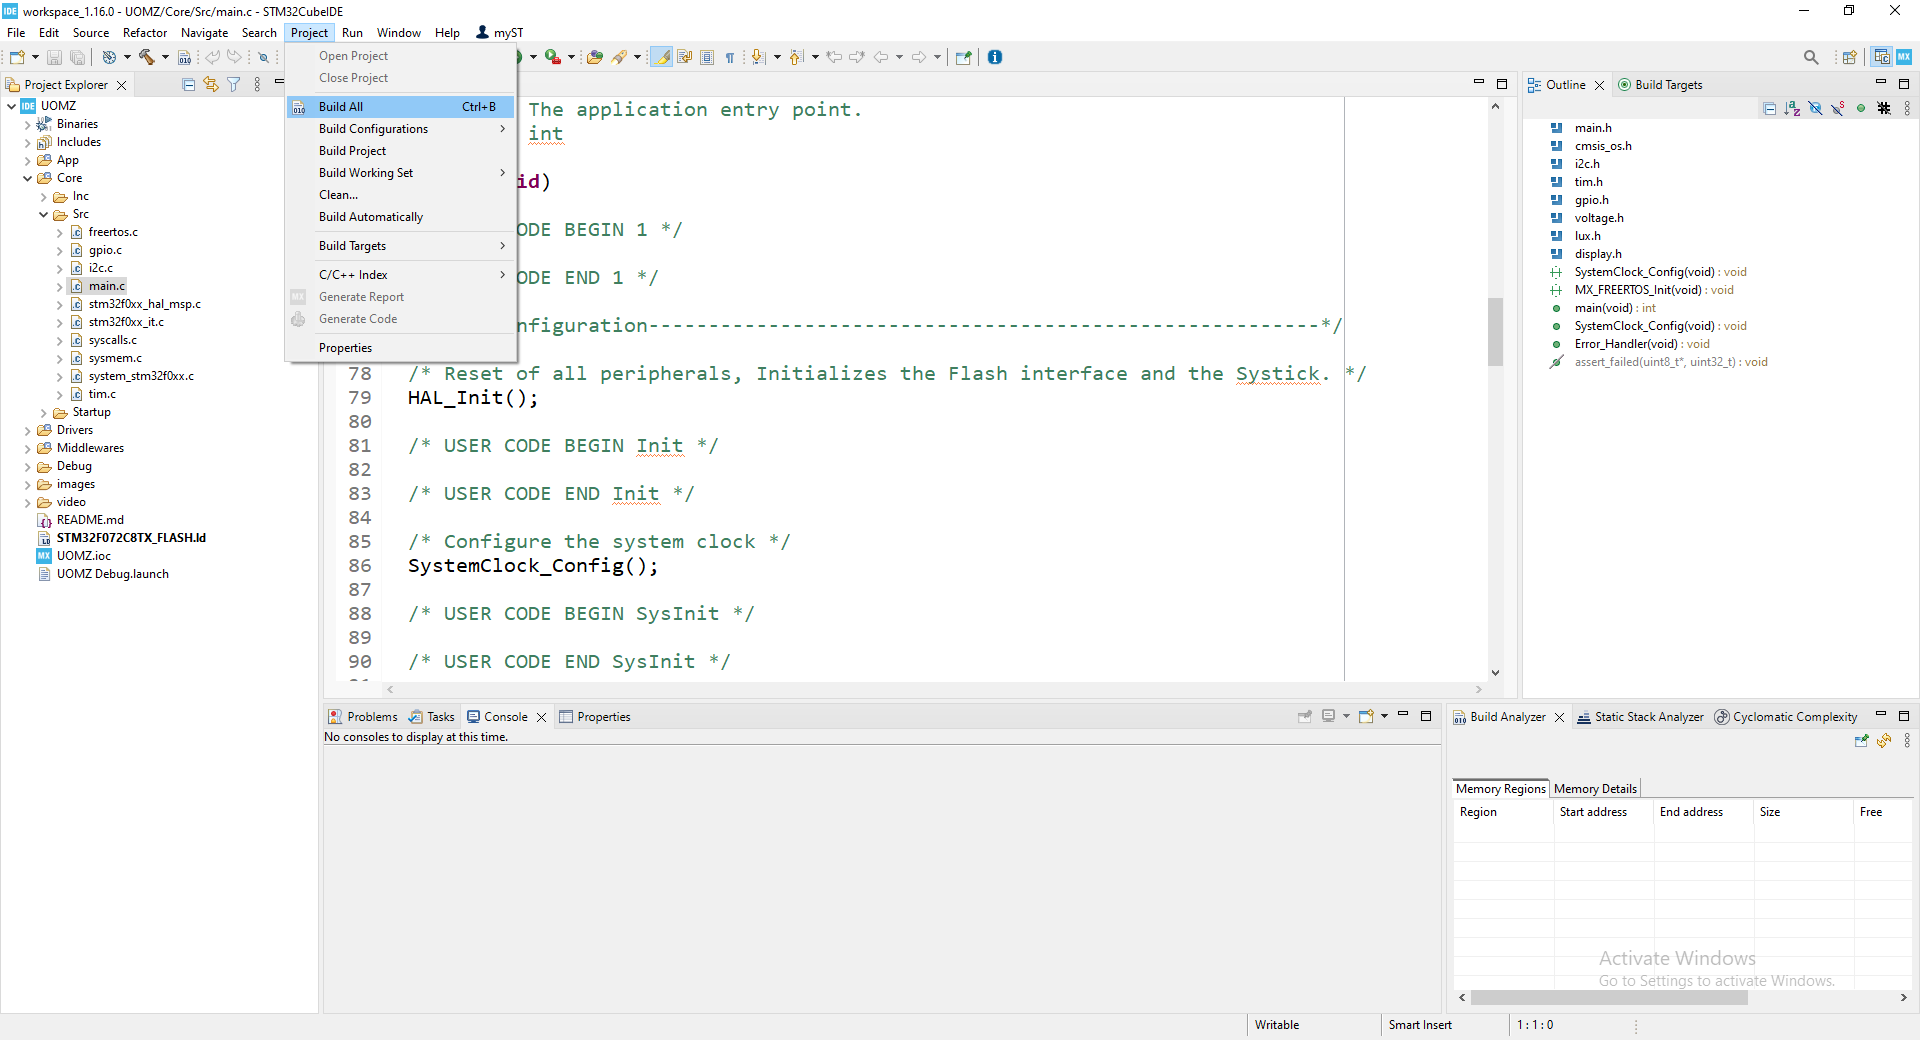 workspace_1.16.0 - UOMZ/Core/Src/main.c - STM32CubeIDE
File Edit Source Refactor Navigate Search Project Run Window Help myST
Project Explorer
UOMZ
Binaries
Includes
App
Core
Inc
Src
freertos.c
gpio.c
i2c.c
main.c
stm32f0xx_hal_msp.c
stm32f0xx_it.c
syscalls.c
sysmem.c
system_stm32f0xx.c
tim.c
Startup
Drivers
Middlewares
Debug
images
video
README.md
STM32F072C8TX_FLASH.ld
UOMZ.ioc
UOMZ Debug.launch
Open Project
Close Project
Build All Ctrl+B
Build Configurations
Build Project
Build Working Set
Clean...
Build Automatically
Build Targets
C/C++ Index
Generate Report
Generate Code
Properties
The application entry point.
int
id)
ODE BEGIN 1 */
ODE END 1 */
nfiguration--------------------------------------------------------*/
78 /* Reset of all peripherals, Initializes the Flash interface and the Systick. */
79 HAL_Init();
80
81 /* USER CODE BEGIN Init */
82
83 /* USER CODE END Init */
84
85 /* Configure the system clock */
86 SystemClock_Config();
87
88 /* USER CODE BEGIN SysInit */
89
90 /* USER CODE END SysInit */
Outline Build Targets
main.h
cmsis_os.h
i2c.h
tim.h
gpio.h
voltage.h
lux.h
display.h
SystemClock_Config(void) : void
MX_FREERTOS_Init(void) : void
main(void) : int
SystemClock_Config(void) : void
Error_Handler(void) : void
assert_failed(uint8_t*, uint32_t) : void
Problems Tasks Console Properties
No consoles to display at this time.
Build Analyzer Static Stack Analyzer Cyclomatic Complexity
Memory Regions Memory Details
Region Start address End address Size Free
Activate Windows
Go to Settings to activate Windows.
Writable Smart Insert 1 : 1 : 0